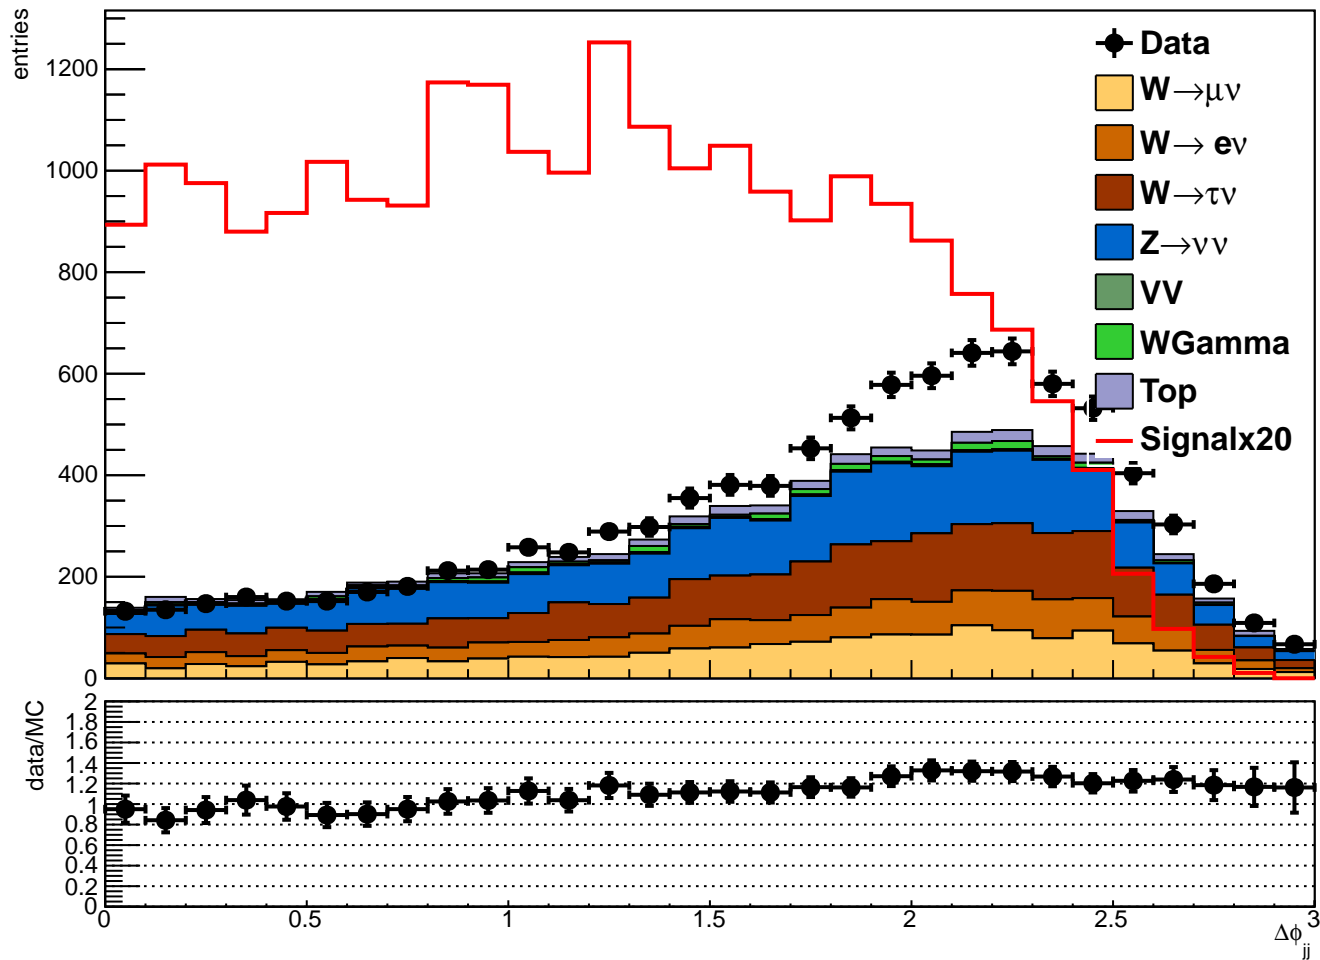 entries
1200
1000
800
600
400
200
0
Data
W→μν
W→ eν
W→τν
Z→νν
VV
WGamma
Top
Signalx20
data/MC
2
1.8
1.6
1.4
1.2
1
0.8
0.6
0.4
0.2
0
0 0.5 1 1.5 2 2.5 3
Δϕjj